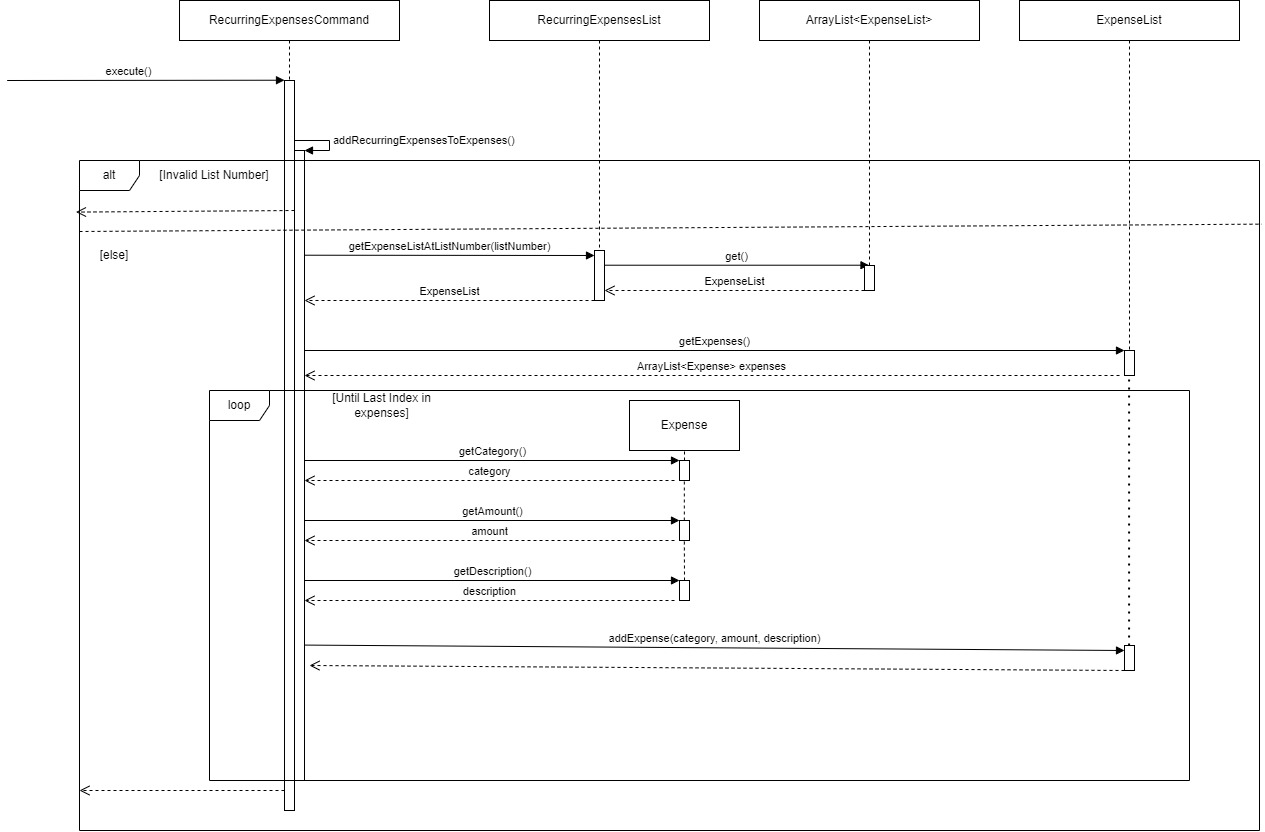 RecurringExpensesCommand
RecurringExpensesList
ArrayList<ExpenseList>
ExpenseList
execute()
addRecurringExpensesToExpenses()
alt
[Invalid List Number]
[else]
getExpenseListAtListNumber(listNumber)
get()
ExpenseList
ExpenseList
getExpenses()
ArrayList<Expense> expenses
loop
[Until Last Index in
expenses]
Expense
getCategory()
category
getAmount()
amount
getDescription()
description
addExpense(category, amount, description)